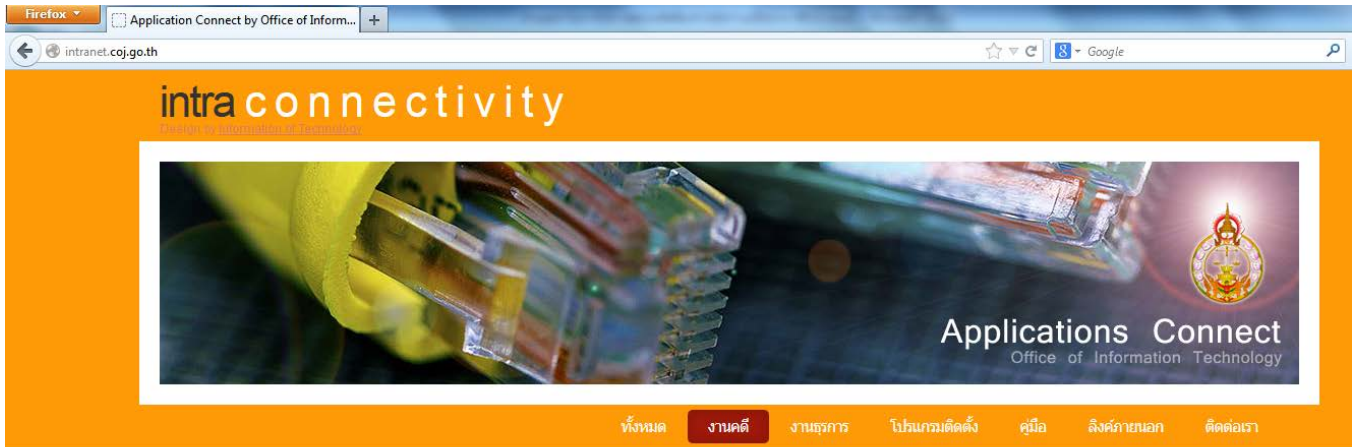 Firefox
Application Connect by Office of Inform... +
intranet.coj.go.th
Google
intra connectivity
Design by Information of Technology
Applications Connect
Office of Information Technology
ทั้งหมด งานคดี งานธุรการ โปรแกรมติดตั้ง คู่มือ ลิงค์ภายนอก ติดต่อเรา